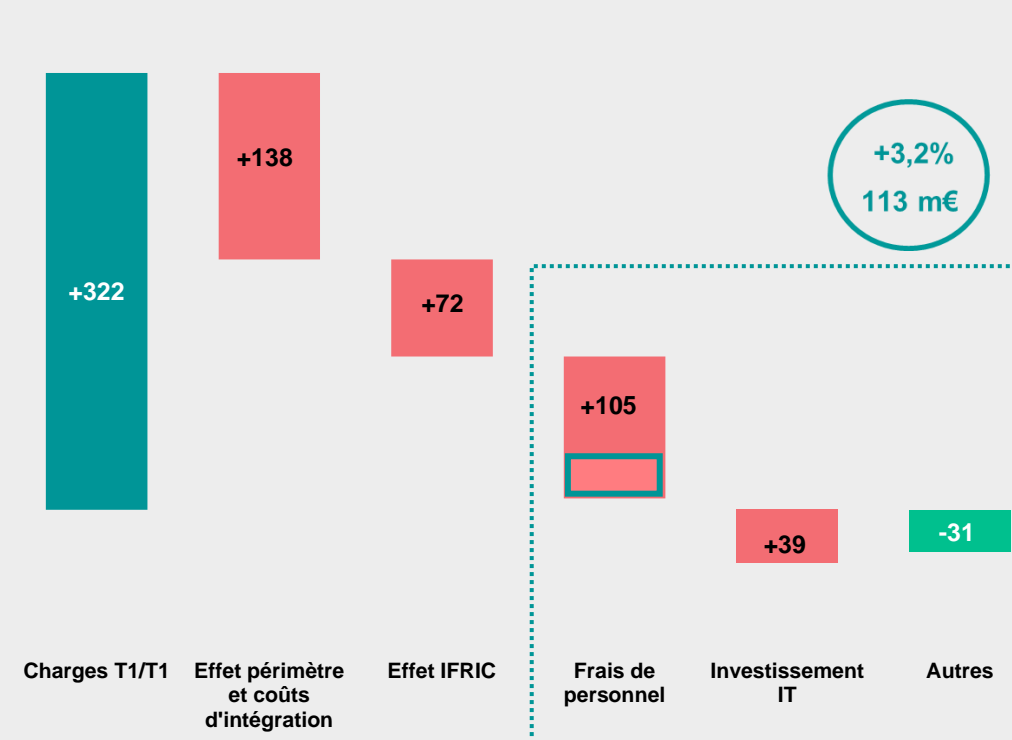 +3,2%
113 m€
+322
+138
+72
+105
+39
-31
Charges T1/T1
Effet périmètre
et coûts
d'intégration
Effet IFRIC
Frais de
personnel
Investissement
IT
Autres